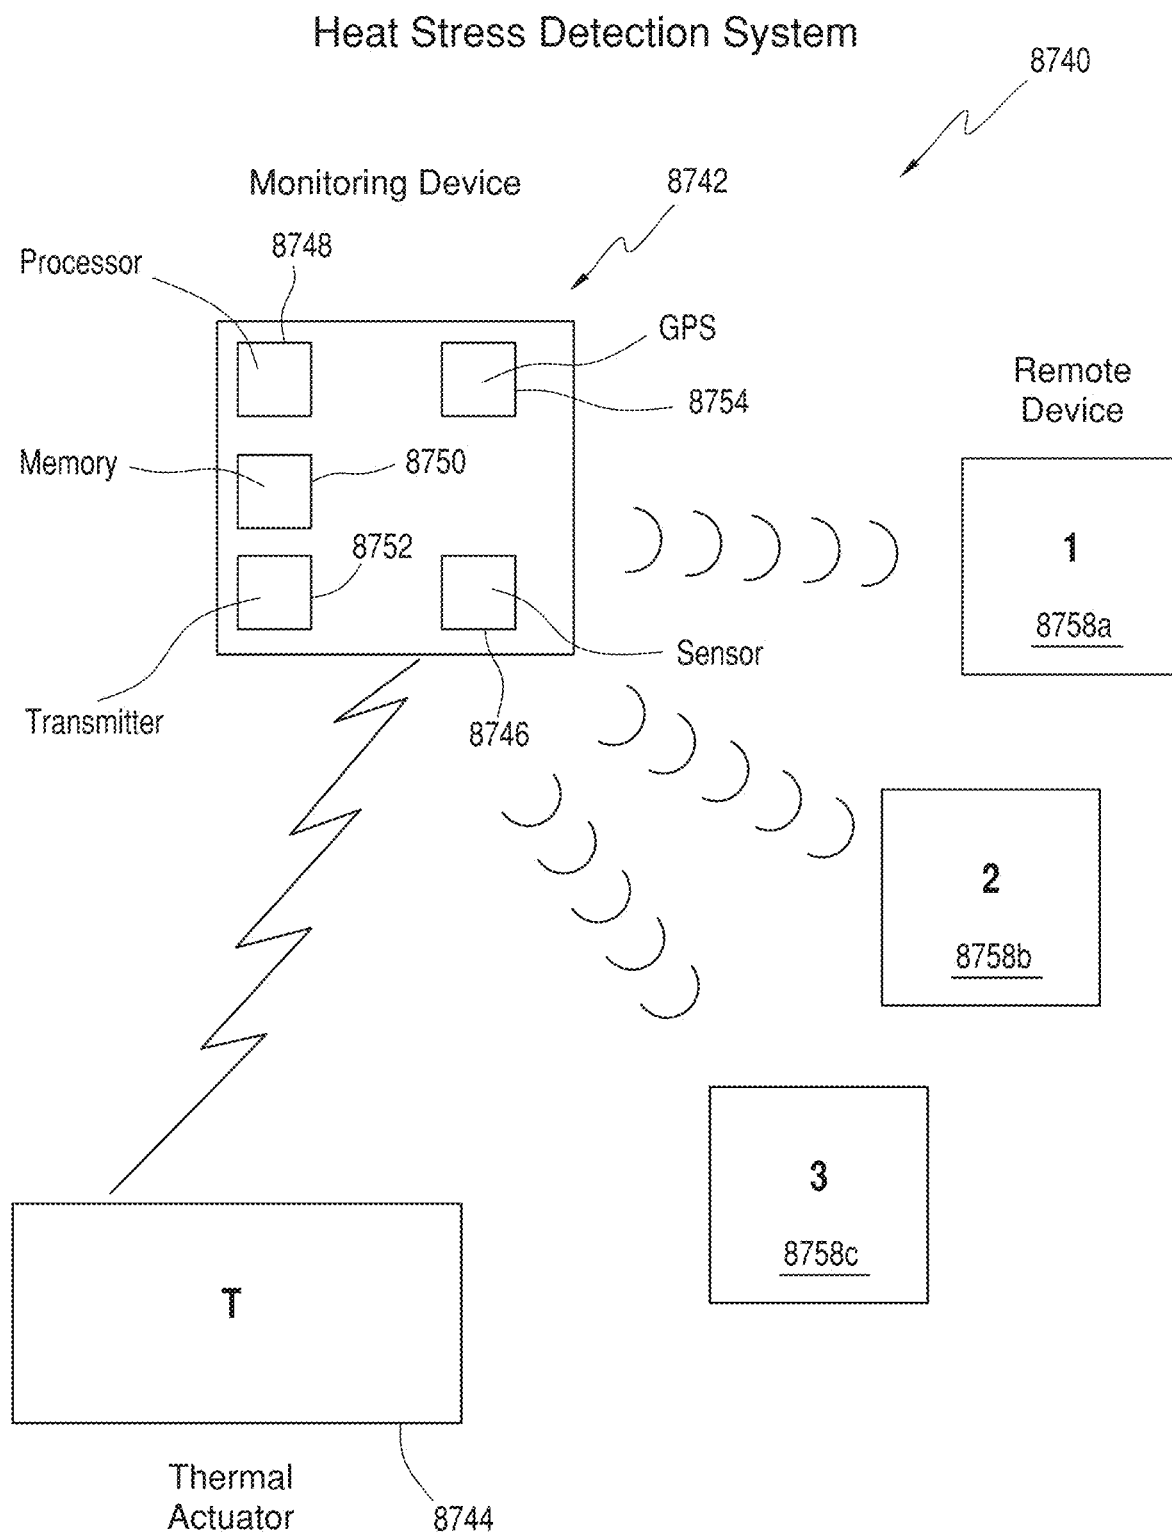 Heat Stress Detection System
8740
Monitoring Device
8742
Processor
8748
GPS
8754
Remote
Device
Memory
8750
8752
1
8758a
Sensor
Transmitter
8746
2
8758b
3
8758c
T
Thermal
Actuator
8744